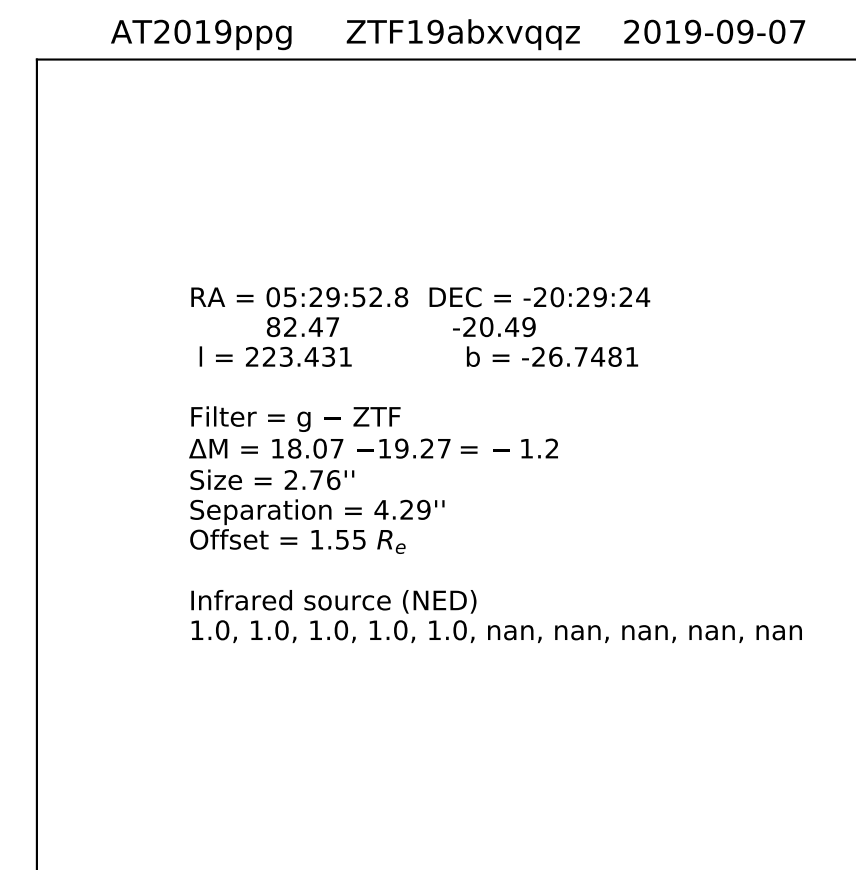 AT2019ppg ZTF19abxvqqz 2019-09-07
RA = 05:29:52.8 DEC = -20:29:24
82.47 -20.49
l = 223.431 b = -26.7481
Filter = g − ZTF
ΔM = 18.07 −19.27 = − 1.2
Size = 2.76''
Separation = 4.29''
Offset = 1.55 Re
Infrared source (NED)
1.0, 1.0, 1.0, 1.0, 1.0, nan, nan, nan, nan, nan